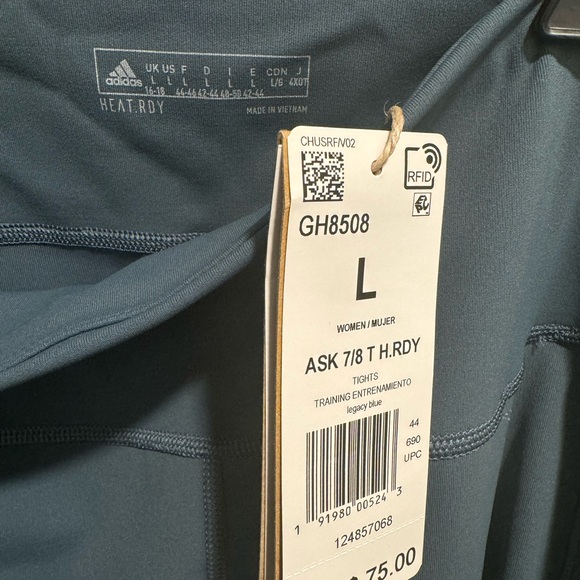 adidas
UK US F D I E CDN J
L L L L L L L/G 4XOT
16-18 44-46 42-44 48-50 42-44
HEAT.RDY
MADE IN VIETNAM
CHUSRF/V02
RFID
GH8508
L
WOMEN / MUJER
ASK 7/8 T H.RDY
TIGHTS
TRAINING ENTRENAMIENTO
legacy blue
44
690
UPC
1 91980 00524 3
124857068
$ 75.00